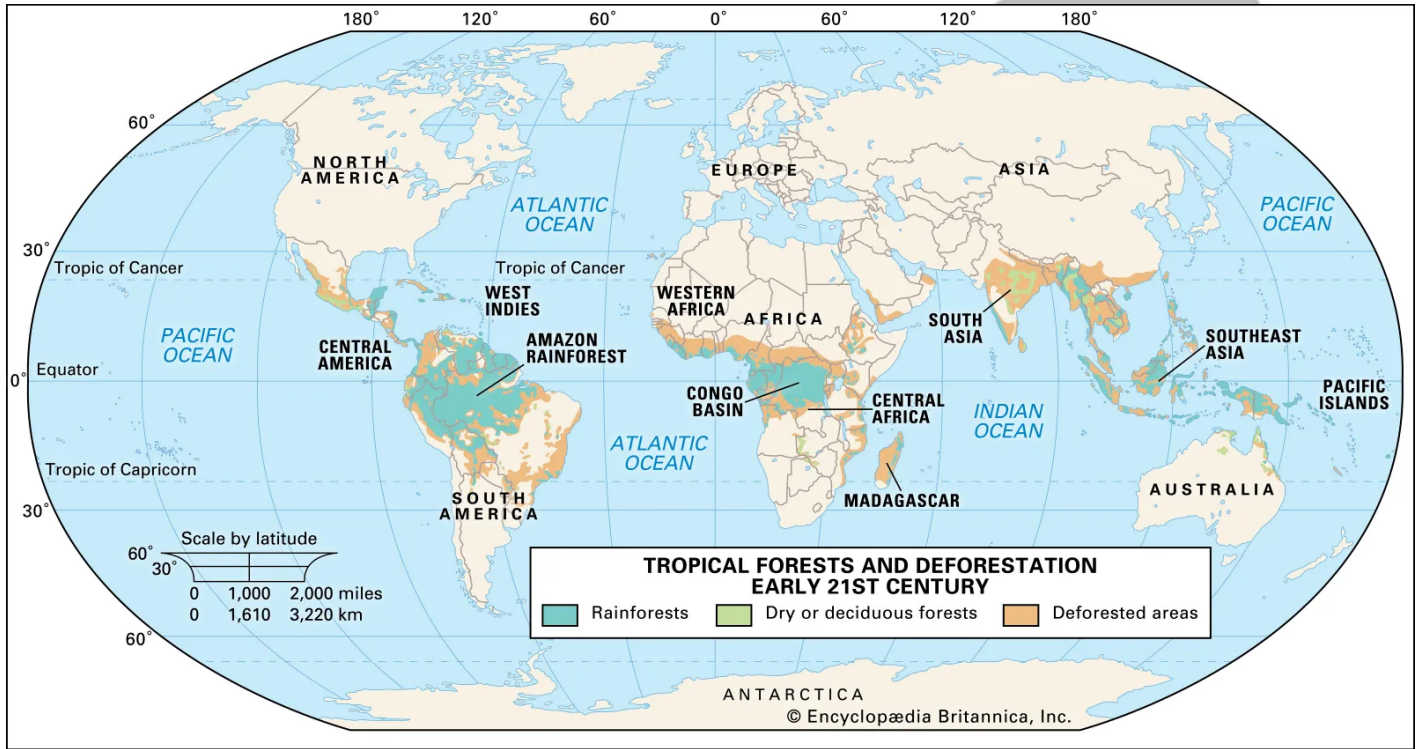 180° 120° 60° 0° 60° 120° 180°
60°
NORTH
AMERICA
EUROPE
ASIA
ATLANTIC
OCEAN
PACIFIC
OCEAN
30°
Tropic of Cancer
Tropic of Cancer
WEST
INDIES
WESTERN
AFRICA
AFRICA
SOUTH
ASIA
PACIFIC
OCEAN
CENTRAL
AMERICA
AMAZON
RAINFOREST
SOUTHEAST
ASIA
0°
Equator
CONGO
BASIN
CENTRAL
AFRICA
INDIAN
OCEAN
PACIFIC
ISLANDS
ATLANTIC
OCEAN
Tropic of Capricorn
MADAGASCAR
AUSTRALIA
SOUTH
AMERICA
30°
Scale by latitude
60°
30°
0 1,000 2,000 miles
0 1,610 3,220 km
60°
TROPICAL FORESTS AND DEFORESTATION
EARLY 21ST CENTURY
Rainforests Dry or deciduous forests Deforested areas
ANTARCTICA
© Encyclopædia Britannica, Inc.